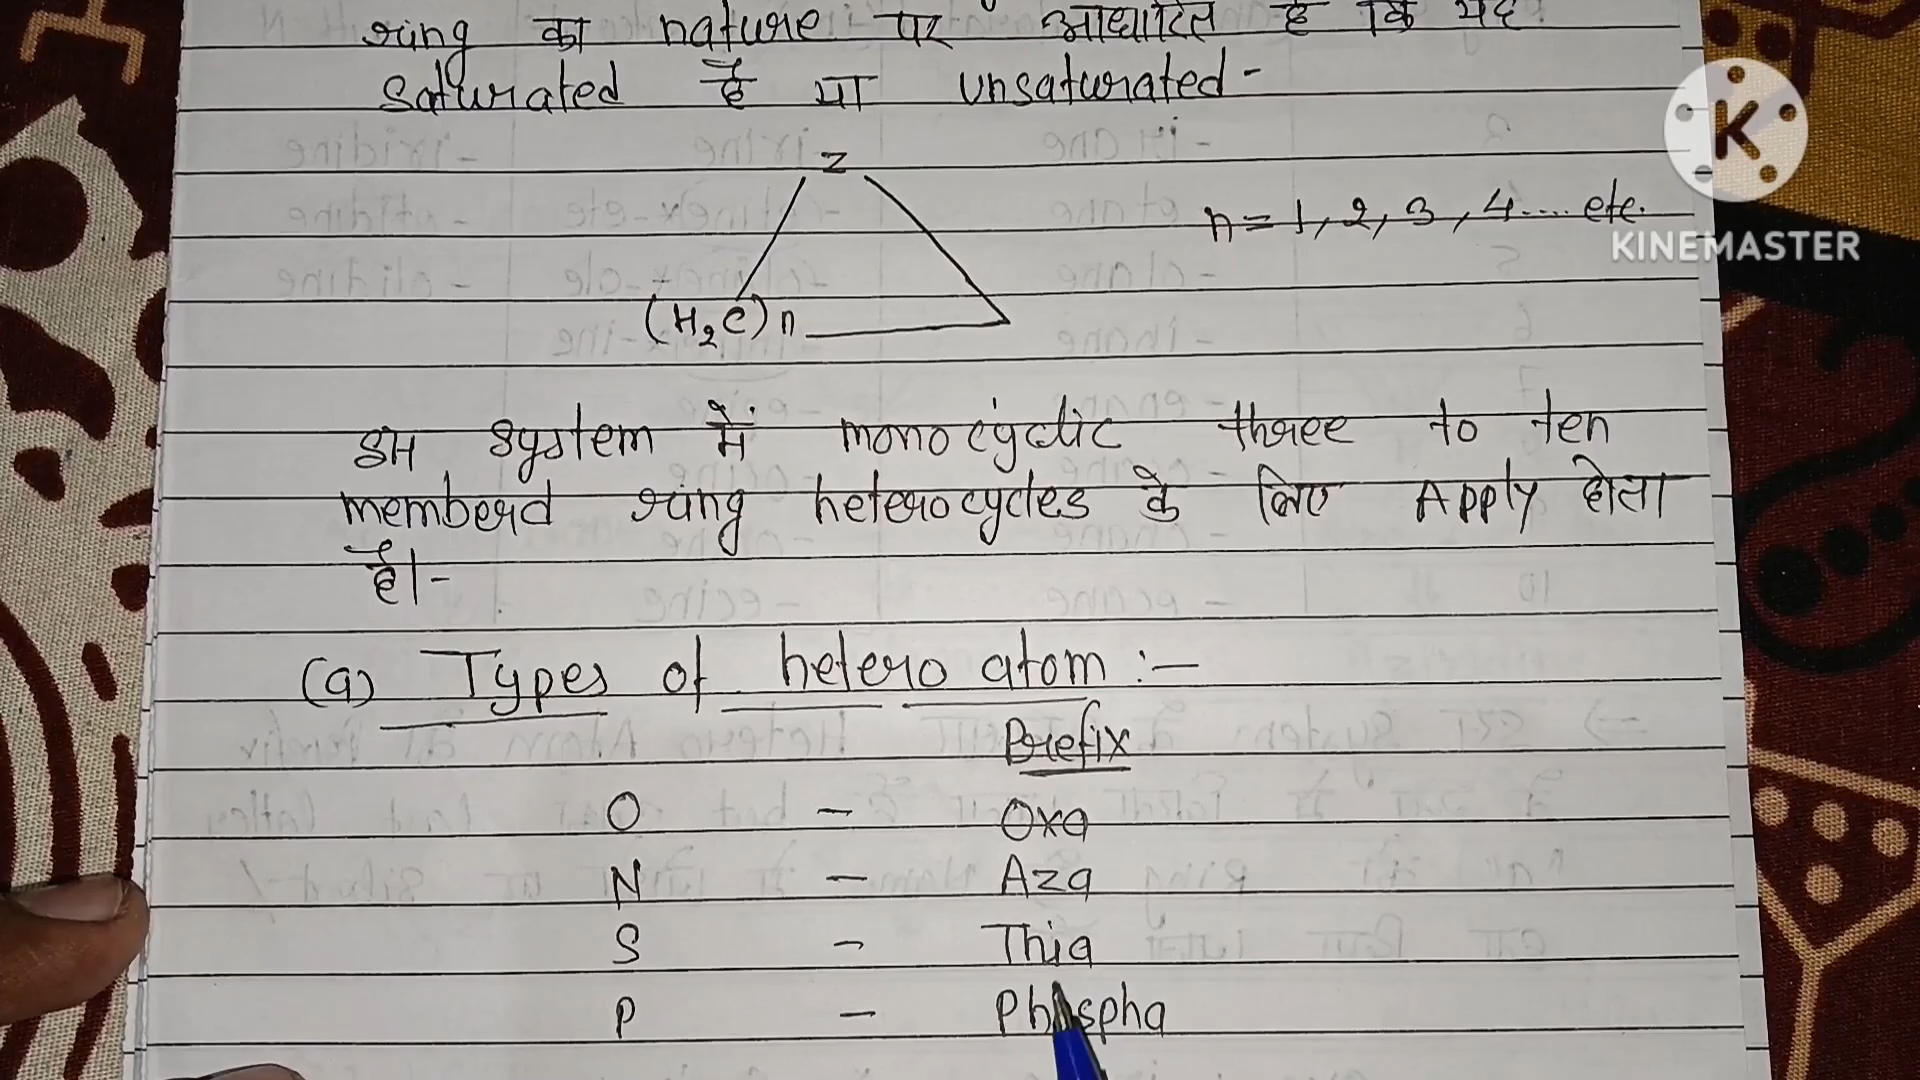 ring का nature पर आधारित है कि यह
saturated है या unsaturated-
Z
n = 1, 2, 3, 4.... etc.
KINEMASTER
(H₂C)n
इस system में monocyclic three to ten
memberd ring heterocycles के लिए Apply होता
है।-
(a) Types of hetero atom :-
Prefix
O - Oxa
N - Aza
S - Thia
P - Phospha